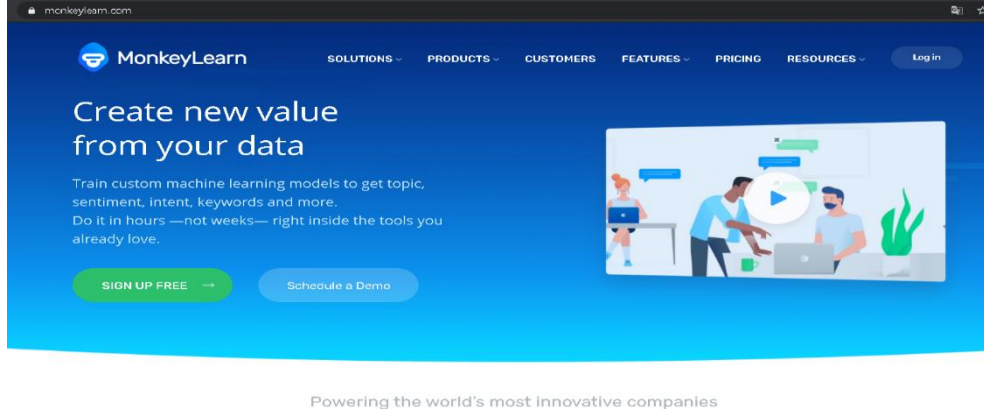 monkeylearn.com
MonkeyLearn
SOLUTIONS
PRODUCTS
CUSTOMERS
FEATURES
PRICING
RESOURCES
Log in
Create new value
from your data
Train custom machine learning models to get topic,
sentiment, intent, keywords and more.
Do it in hours —not weeks— right inside the tools you
already love.
SIGN UP FREE →
Schedule a Demo
Powering the world's most innovative companies